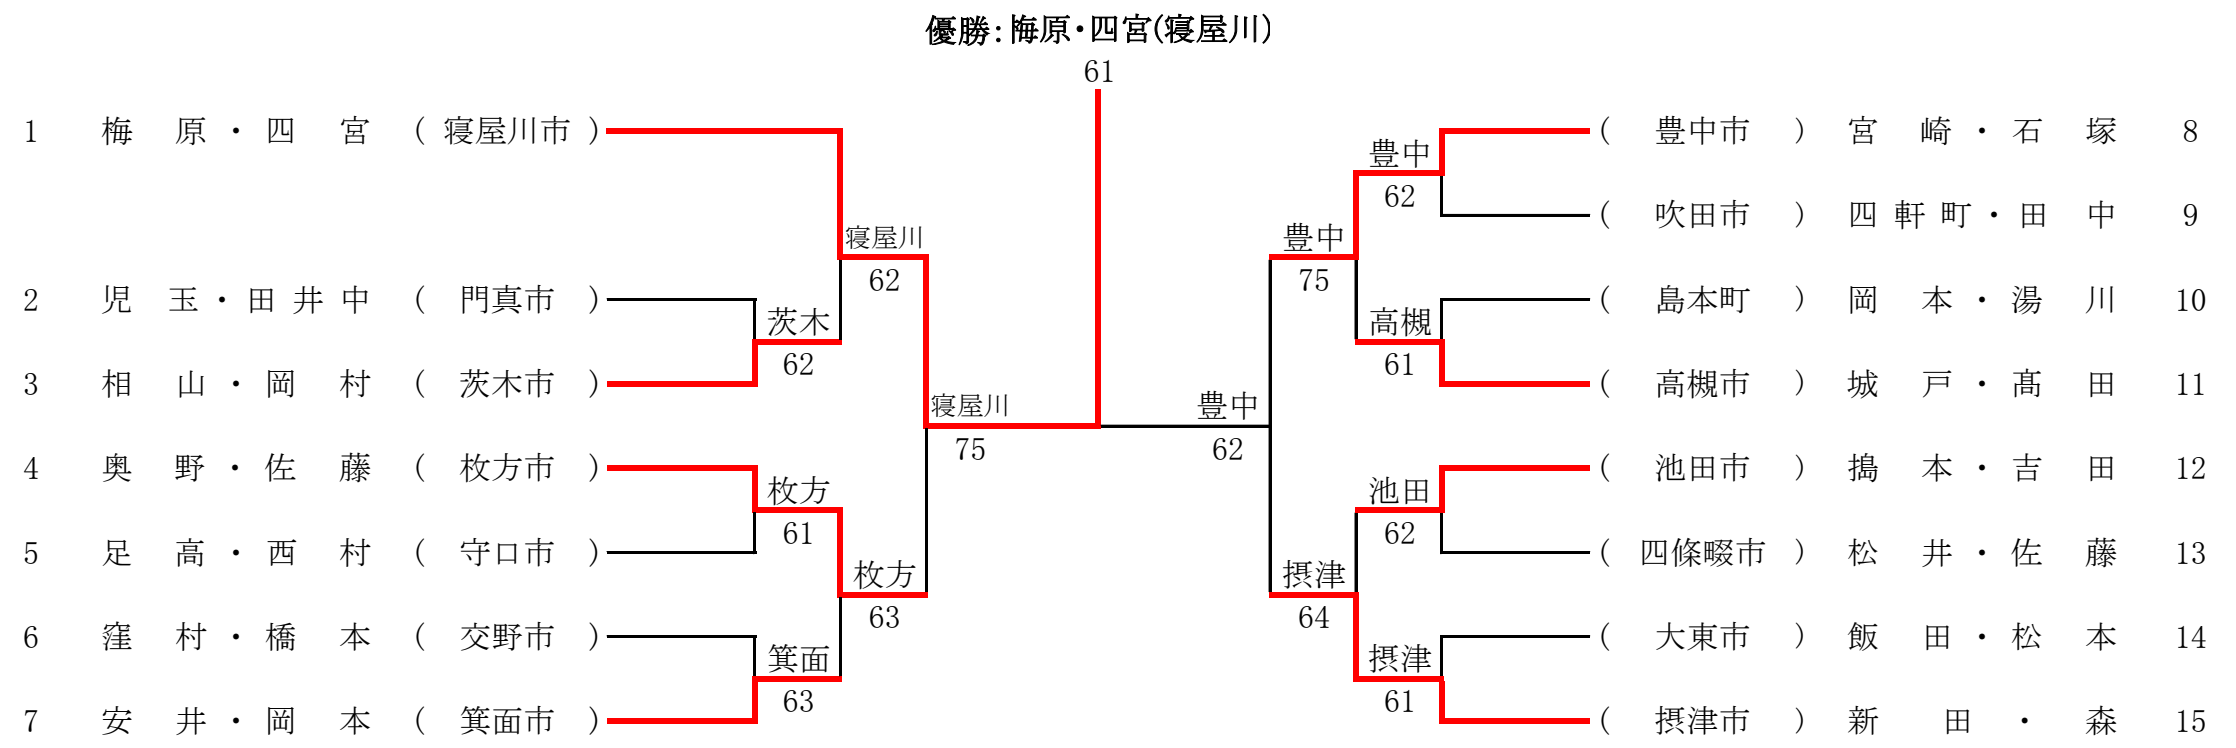 優勝：梅原・四宮(寝屋川)
61
1 梅原・四宮 ( 寝屋川市 )
2 児玉・田井中 ( 門真市 )
3 相山・岡村 ( 茨木市 )
4 奥野・佐藤 ( 枚方市 )
5 足高・西村 ( 守口市 )
6 窪村・橋本 ( 交野市 )
7 安井・岡本 ( 箕面市 )
茨木
62
枚方
61
箕面
63
寝屋川
62
枚方
63
寝屋川
75
豊中
62
豊中
75
摂津
64
豊中
62
高槻
61
池田
62
摂津
61
( 豊中市 ) 宮崎・石塚 8
( 吹田市 ) 四軒町・田中 9
( 島本町 ) 岡本・湯川 10
( 高槻市 ) 城戸・髙田 11
( 池田市 ) 搗本・吉田 12
( 四條畷市 ) 松井・佐藤 13
( 大東市 ) 飯田・松本 14
( 摂津市 ) 新田・森 15